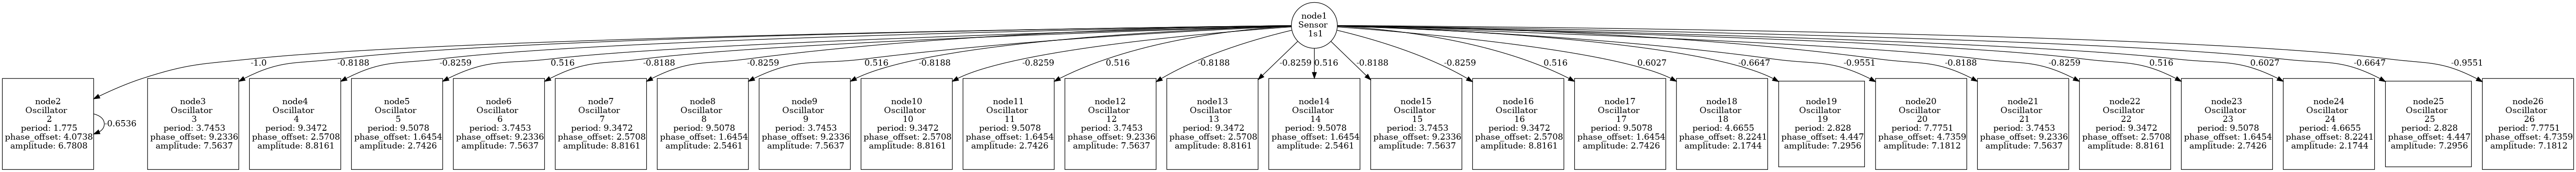 node1
Sensor
1s1
-1.0
-0.8188
-0.8259
0.516
-0.8188
-0.8259
0.516
-0.8188
-0.8259
0.516
-0.8188
-0.8259
0.516
-0.8188
-0.8259
0.516
0.6027
-0.6647
-0.9551
-0.8188
-0.8259
0.516
0.6027
-0.6647
-0.9551
node2
Oscillator
2
period: 1.775
phase_offset: 4.0738
amplitude: 6.7808
-0.6536
node3
Oscillator
3
period: 3.7453
phase_offset: 9.2336
amplitude: 7.5637
node4
Oscillator
4
period: 9.3472
phase_offset: 2.5708
amplitude: 8.8161
node5
Oscillator
5
period: 9.5078
phase_offset: 1.6454
amplitude: 2.7426
node6
Oscillator
6
period: 3.7453
phase_offset: 9.2336
amplitude: 7.5637
node7
Oscillator
7
period: 9.3472
phase_offset: 2.5708
amplitude: 8.8161
node8
Oscillator
8
period: 9.5078
phase_offset: 1.6454
amplitude: 2.5461
node9
Oscillator
9
period: 3.7453
phase_offset: 9.2336
amplitude: 7.5637
node10
Oscillator
10
period: 9.3472
phase_offset: 2.5708
amplitude: 8.8161
node11
Oscillator
11
period: 9.5078
phase_offset: 1.6454
amplitude: 2.7426
node12
Oscillator
12
period: 3.7453
phase_offset: 9.2336
amplitude: 7.5637
node13
Oscillator
13
period: 9.3472
phase_offset: 2.5708
amplitude: 8.8161
node14
Oscillator
14
period: 9.5078
phase_offset: 1.6454
amplitude: 2.5461
node15
Oscillator
15
period: 3.7453
phase_offset: 9.2336
amplitude: 7.5637
node16
Oscillator
16
period: 9.3472
phase_offset: 2.5708
amplitude: 8.8161
node17
Oscillator
17
period: 9.5078
phase_offset: 1.6454
amplitude: 2.7426
node18
Oscillator
18
period: 4.6655
phase_offset: 8.2241
amplitude: 2.1744
node19
Oscillator
19
period: 2.828
phase_offset: 4.447
amplitude: 7.2956
node20
Oscillator
20
period: 7.7751
phase_offset: 4.7359
amplitude: 7.1812
node21
Oscillator
21
period: 3.7453
phase_offset: 9.2336
amplitude: 7.5637
node22
Oscillator
22
period: 9.3472
phase_offset: 2.5708
amplitude: 8.8161
node23
Oscillator
23
period: 9.5078
phase_offset: 1.6454
amplitude: 2.7426
node24
Oscillator
24
period: 4.6655
phase_offset: 8.2241
amplitude: 2.1744
node25
Oscillator
25
period: 2.828
phase_offset: 4.447
amplitude: 7.2956
node26
Oscillator
26
period: 7.7751
phase_offset: 4.7359
amplitude: 7.1812